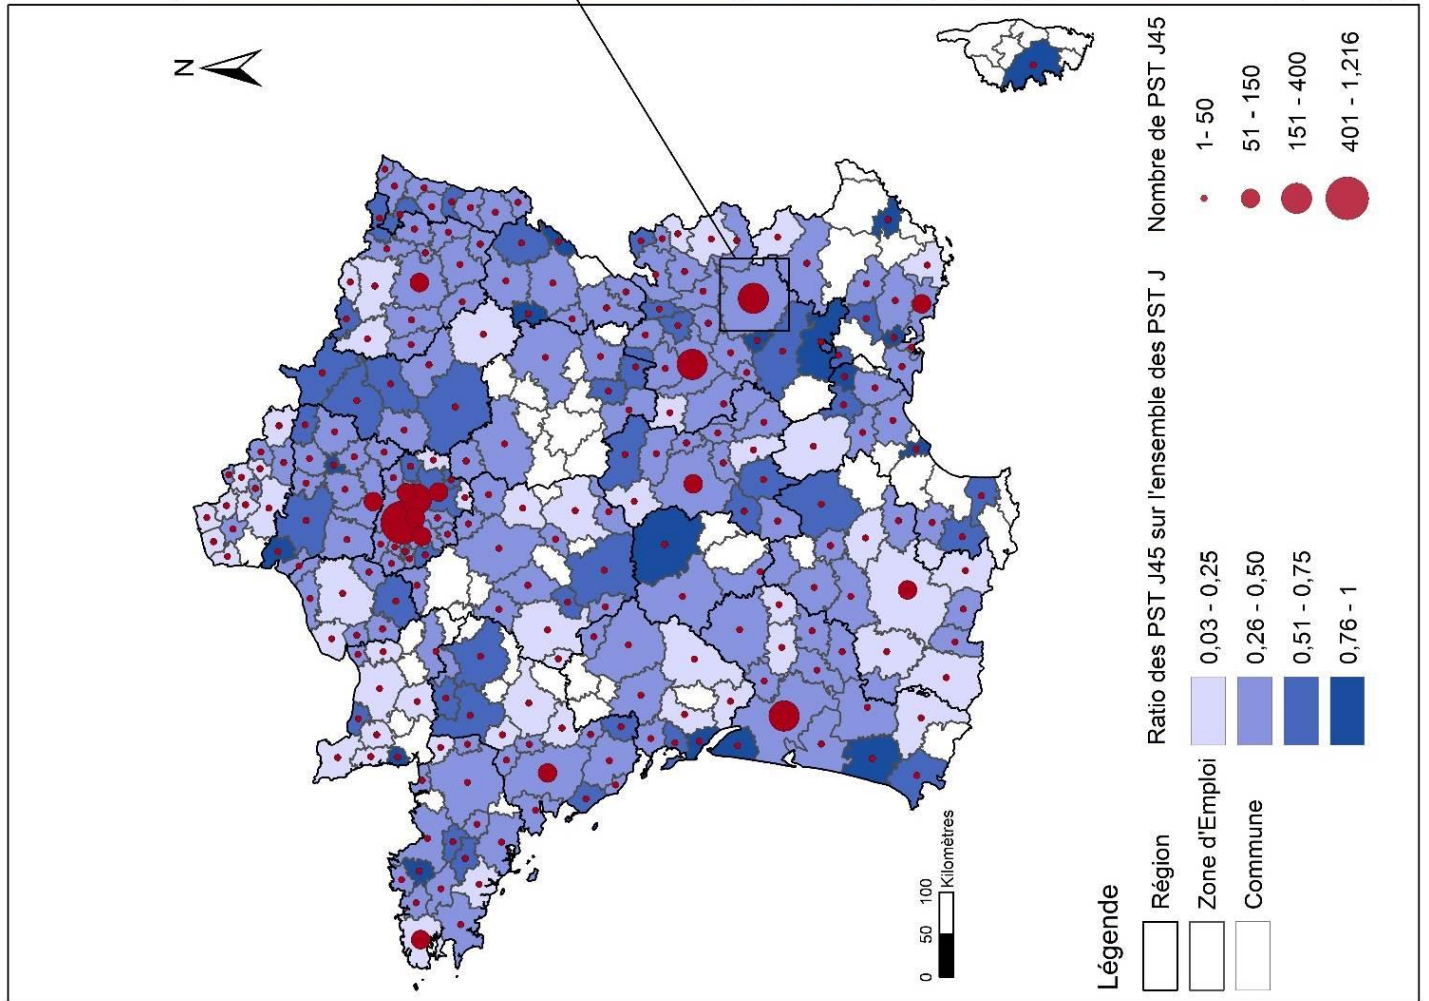 N
0 50 100
Kilomètres
Légende
Région
Zone d'Emploi
Commune
Ratio des PST J45 sur l'ensemble des PST J
0,03 - 0,25
0,26 - 0,50
0,51 - 0,75
0,76 - 1
Nombre de PST J45
1- 50
51 - 150
151 - 400
401 - 1,216